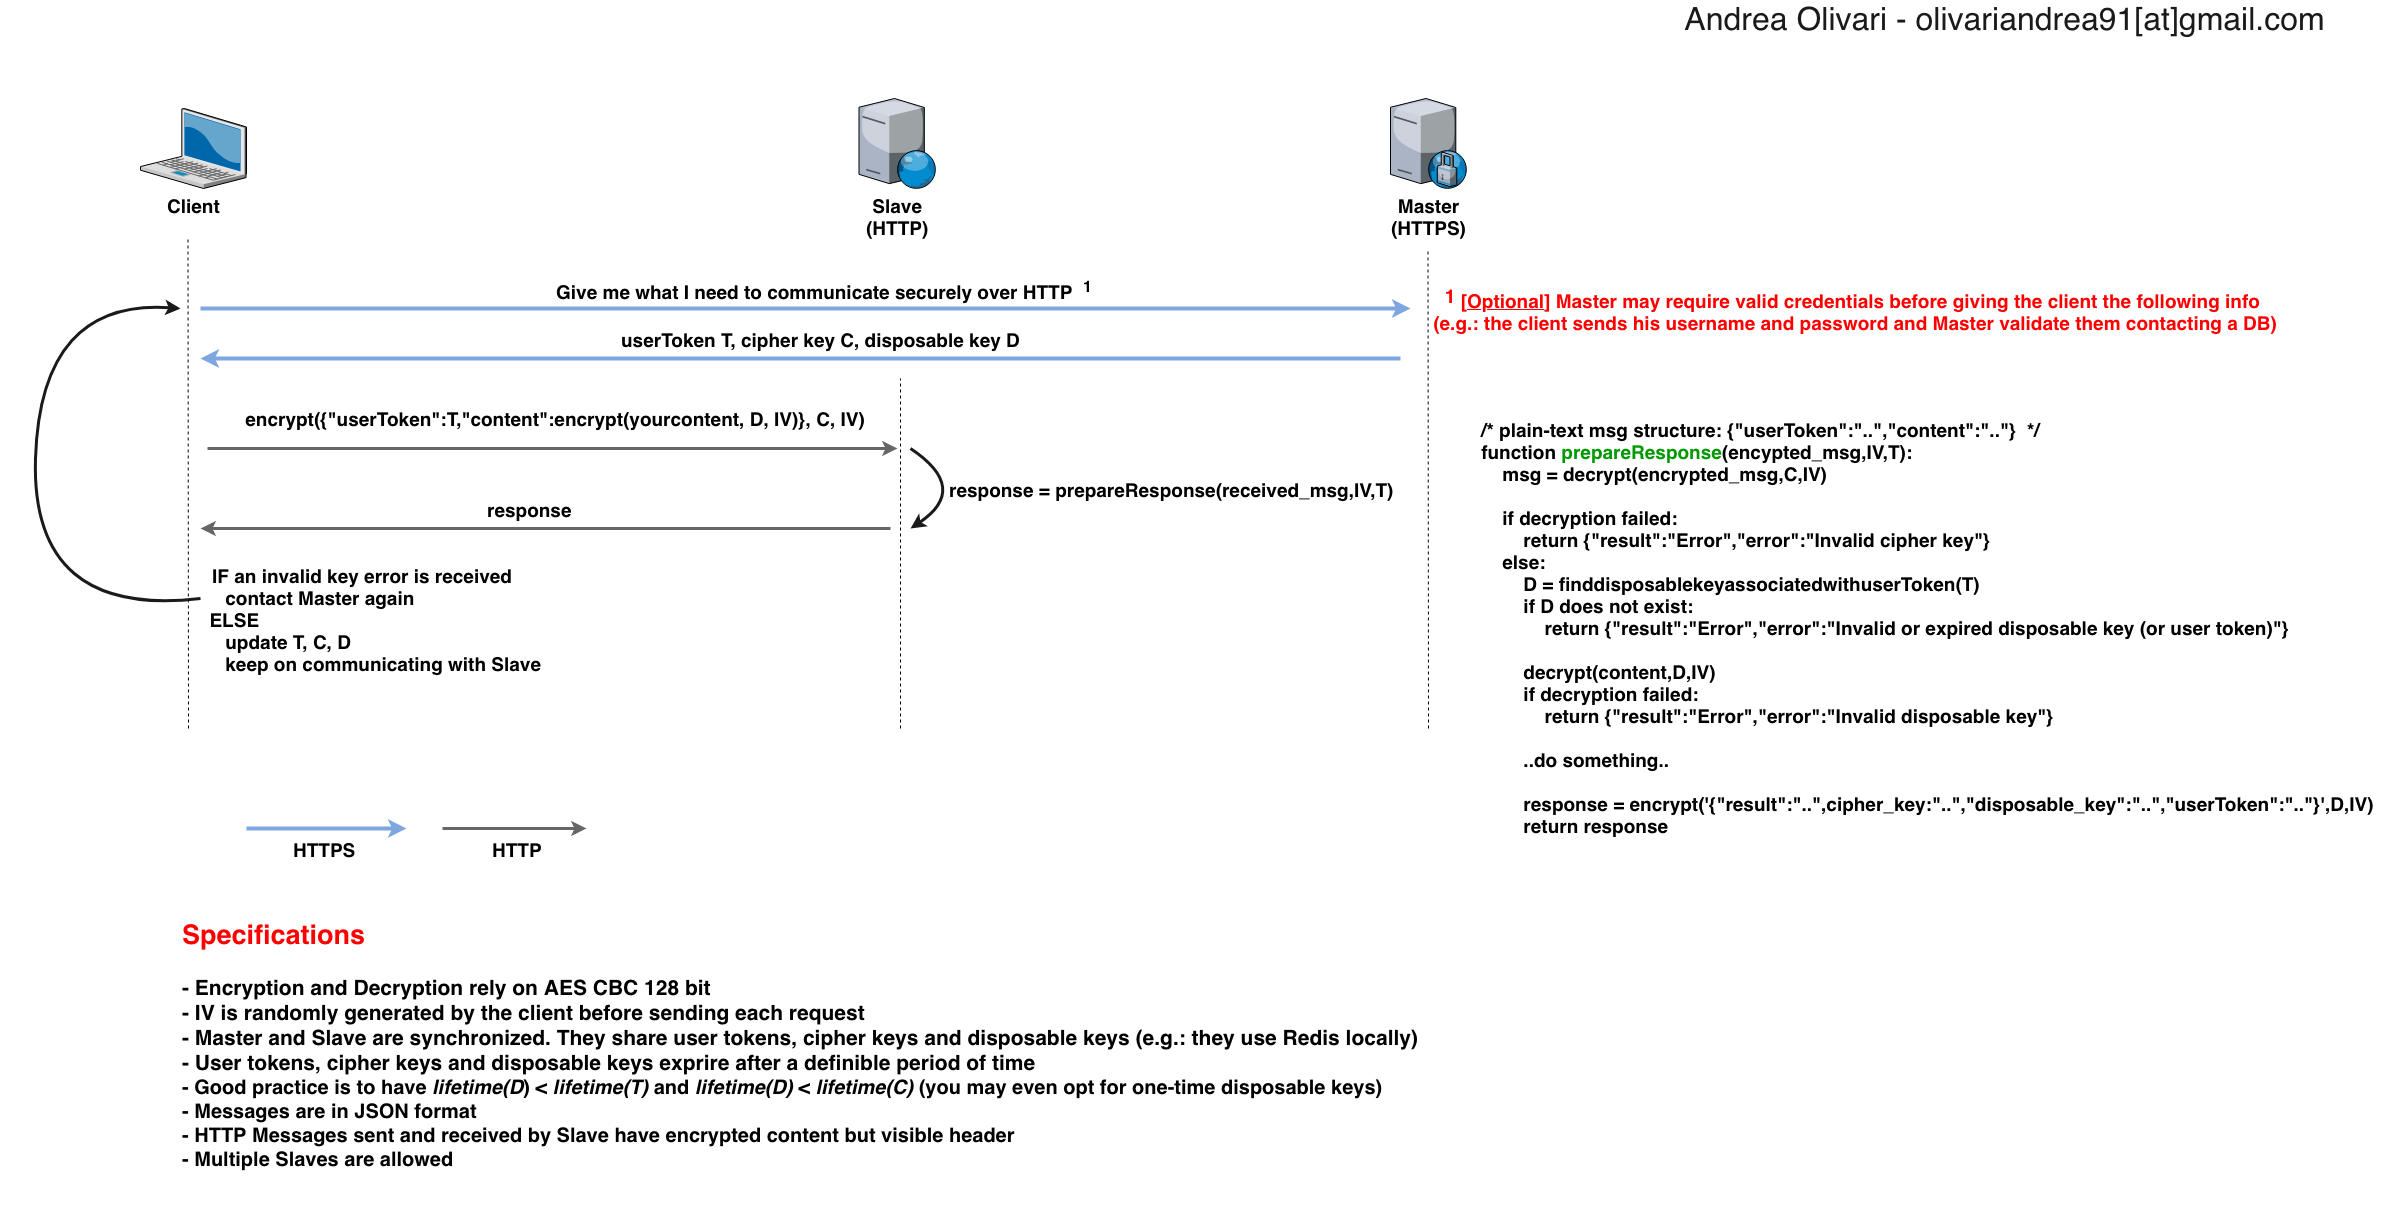 Andrea Olivari - olivariandrea91[at]gmail.com
Client
Slave
(HTTP)
Master
(HTTPS)
Give me what I need to communicate securely over HTTP 1
1 [Optional] Master may require valid credentials before giving the client the following info
(e.g.: the client sends his username and password and Master validate them contacting a DB)
userToken T, cipher key C, disposable key D
encrypt({"userToken":T,"content":encrypt(yourcontent, D, IV)}, C, IV)
response = prepareResponse(received_msg,IV,T)
response
IF an invalid key error is received
contact Master again
ELSE
update T, C, D
keep on communicating with Slave
/* plain-text msg structure: {"userToken":"..","content":".."} */
function prepareResponse(encypted_msg,IV,T):
msg = decrypt(encrypted_msg,C,IV)
if decryption failed:
return {"result":"Error","error":"Invalid cipher key"}
else:
D = finddisposablekeyassociatedwithuserToken(T)
if D does not exist:
return {"result":"Error","error":"Invalid or expired disposable key (or user token)"}
decrypt(content,D,IV)
if decryption failed:
return {"result":"Error","error":"Invalid disposable key"}
..do something..
response = encrypt('{"result":"..",cipher_key:"..","disposable_key":"..","userToken":".."}',D,IV)
return response
HTTPS
HTTP
Specifications
- Encryption and Decryption rely on AES CBC 128 bit
- IV is randomly generated by the client before sending each request
- Master and Slave are synchronized. They share user tokens, cipher keys and disposable keys (e.g.: they use Redis locally)
- User tokens, cipher keys and disposable keys exprire after a definible period of time
- Good practice is to have lifetime(D) < lifetime(T) and lifetime(D) < lifetime(C) (you may even opt for one-time disposable keys)
- Messages are in JSON format
- HTTP Messages sent and received by Slave have encrypted content but visible header
- Multiple Slaves are allowed